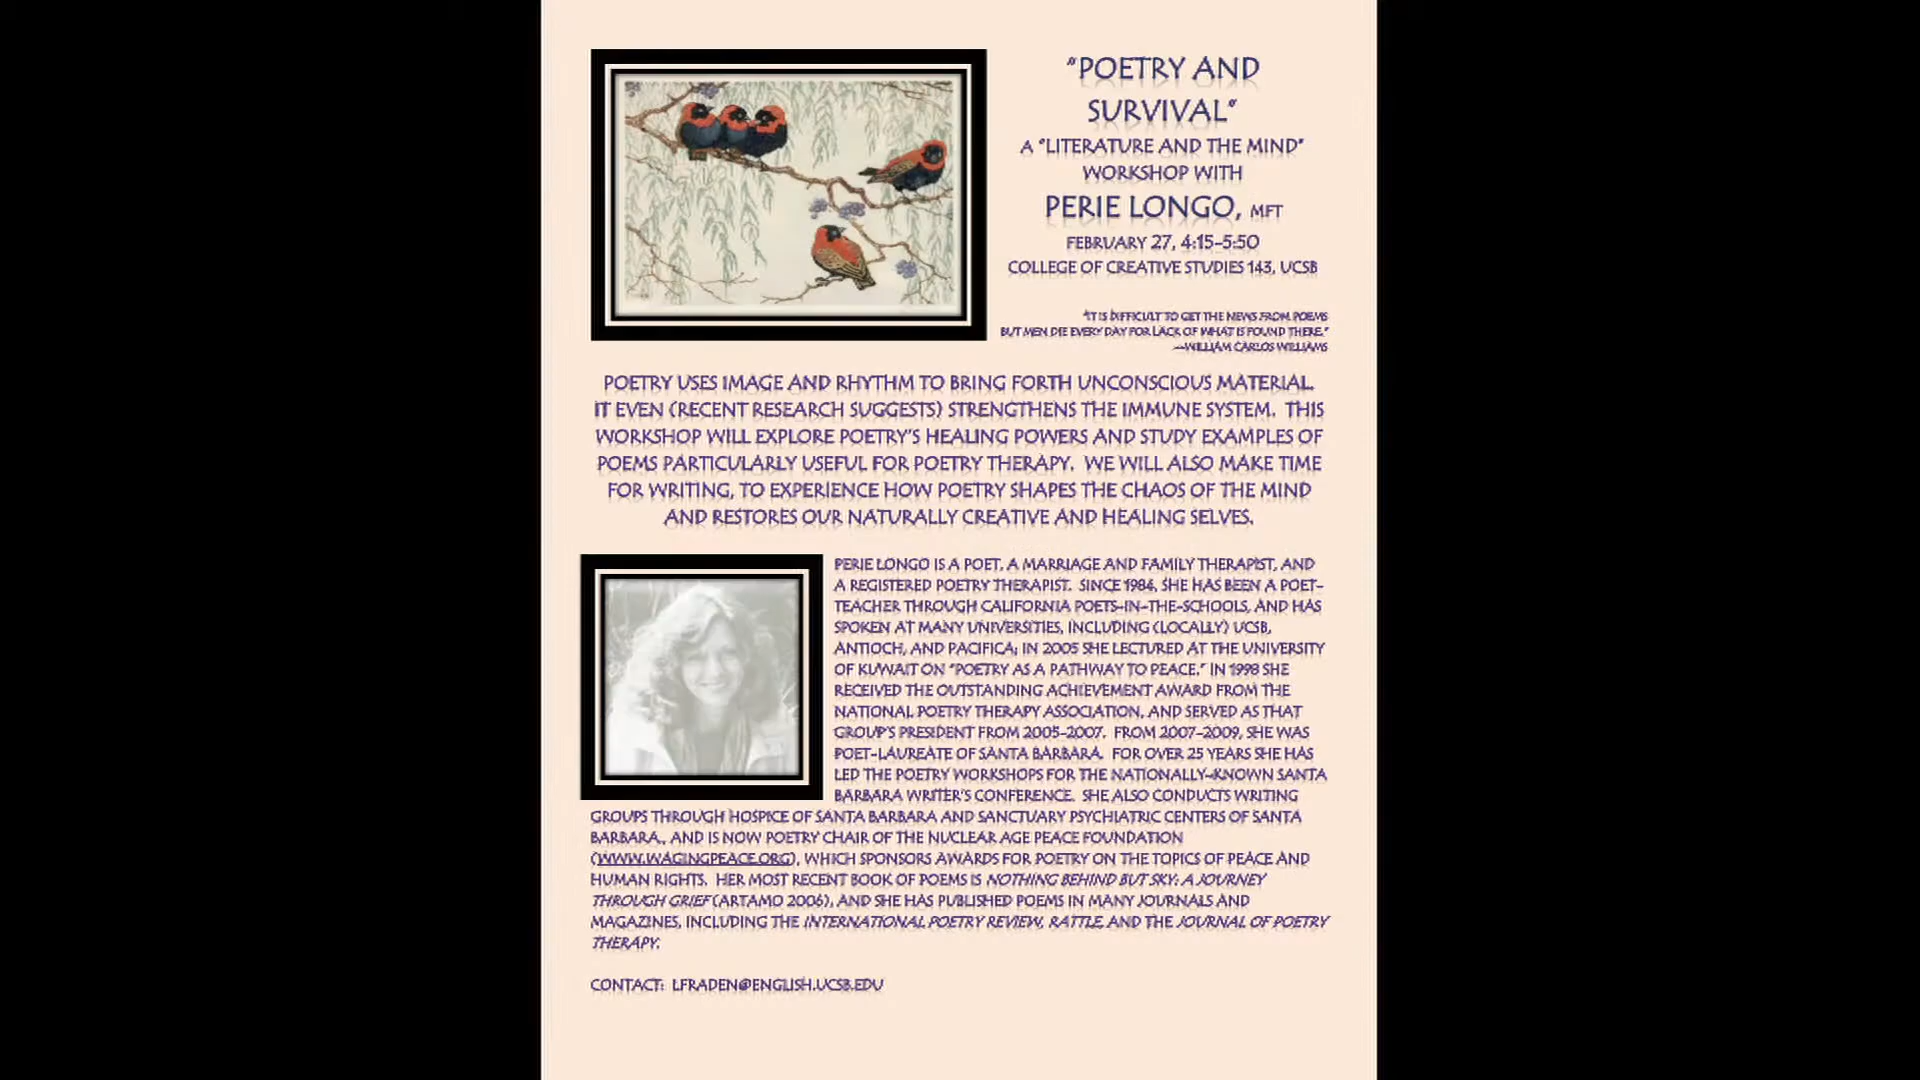 "POETRY AND
SURVIVAL"
A "LITERATURE AND THE MIND"
WORKSHOP WITH
PERIE LONGO, MFT
FEBRUARY 27, 4:15-5:50
COLLEGE OF CREATIVE STUDIES 143, UCSB
"IT IS DIFFICULT TO GET THE NEWS FROM POEMS
BUT MEN DIE EVERY DAY FOR LACK OF WHAT IS FOUND THERE."
—WILLIAM CARLOS WILLIAMS
POETRY USES IMAGE AND RHYTHM TO BRING FORTH UNCONSCIOUS MATERIAL.
IT EVEN (RECENT RESEARCH SUGGESTS) STRENGTHENS THE IMMUNE SYSTEM. THIS
WORKSHOP WILL EXPLORE POETRY'S HEALING POWERS AND STUDY EXAMPLES OF
POEMS PARTICULARLY USEFUL FOR POETRY THERAPY. WE WILL ALSO MAKE TIME
FOR WRITING, TO EXPERIENCE HOW POETRY SHAPES THE CHAOS OF THE MIND
AND RESTORES OUR NATURALLY CREATIVE AND HEALING SELVES.
PERIE LONGO IS A POET, A MARRIAGE AND FAMILY THERAPIST, AND
A REGISTERED POETRY THERAPIST. SINCE 1984, SHE HAS BEEN A POET-
TEACHER THROUGH CALIFORNIA POETS-IN-THE-SCHOOLS, AND HAS
SPOKEN AT MANY UNIVERSITIES, INCLUDING (LOCALLY) UCSB,
ANTIOCH, AND PACIFICA; IN 2005 SHE LECTURED AT THE UNIVERSITY
OF KUWAIT ON "POETRY AS A PATHWAY TO PEACE." IN 1998 SHE
RECEIVED THE OUTSTANDING ACHIEVEMENT AWARD FROM THE
NATIONAL POETRY THERAPY ASSOCIATION, AND SERVED AS THAT
GROUP'S PRESIDENT FROM 2005-2007. FROM 2007-2009, SHE WAS
POET-LAUREATE OF SANTA BARBARA. FOR OVER 25 YEARS SHE HAS
LED THE POETRY WORKSHOPS FOR THE NATIONALLY-KNOWN SANTA
BARBARA WRITER'S CONFERENCE. SHE ALSO CONDUCTS WRITING
GROUPS THROUGH HOSPICE OF SANTA BARBARA AND SANCTUARY PSYCHIATRIC CENTERS OF SANTA
BARBARA., AND IS NOW POETRY CHAIR OF THE NUCLEAR AGE PEACE FOUNDATION
(WWW.WAGINGPEACE.ORG), WHICH SPONSORS AWARDS FOR POETRY ON THE TOPICS OF PEACE AND
HUMAN RIGHTS. HER MOST RECENT BOOK OF POEMS IS NOTHING BEHIND BUT SKY: A JOURNEY
THROUGH GRIEF (ARTAMO 2006), AND SHE HAS PUBLISHED POEMS IN MANY JOURNALS AND
MAGAZINES, INCLUDING THE INTERNATIONAL POETRY REVIEW, RATTLE, AND THE JOURNAL OF POETRY
THERAPY.
CONTACT: LFRADEN@ENGLISH.UCSB.EDU